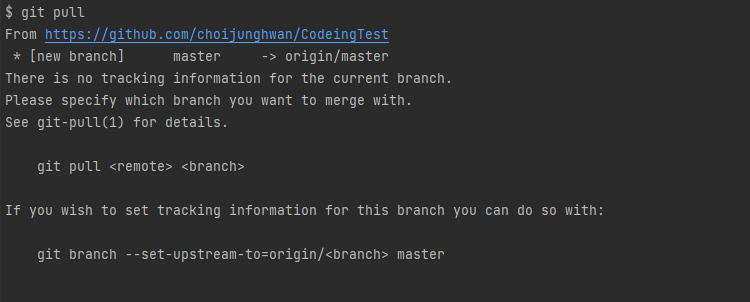 $ git pull
From https://github.com/choijunghwan/CodeingTest
 * [new branch]      master     -> origin/master
There is no tracking information for the current branch.
Please specify which branch you want to merge with.
See git-pull(1) for details.

    git pull <remote> <branch>

If you wish to set tracking information for this branch you can do so with:

    git branch --set-upstream-to=origin/<branch> master